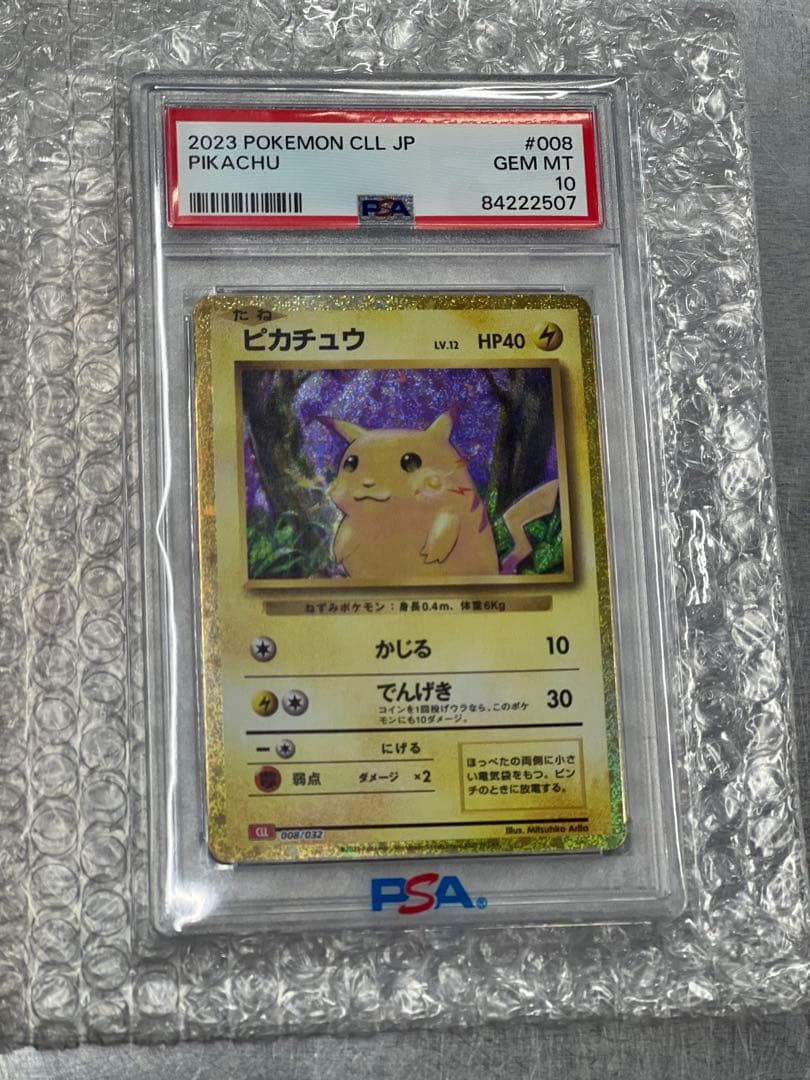 2023 POKEMON CLL JP #008
PIKACHU GEM MT
10
PSA 84222507
たね
ピカチュウ LV.12 HP40
ねずみポケモン：身長0.4m、体重6Kg
かじる 10
でんげき 30
コインを1回投げウラなら、このポケ
モンにも10ダメージ。
にげる
弱点 ダメージ ×2
ほっぺたの両側に小さ
い電気袋をもつ。ピン
チのときに放電する。
CLL 008/032 Illus. Mitsuhiro Arita
PSA